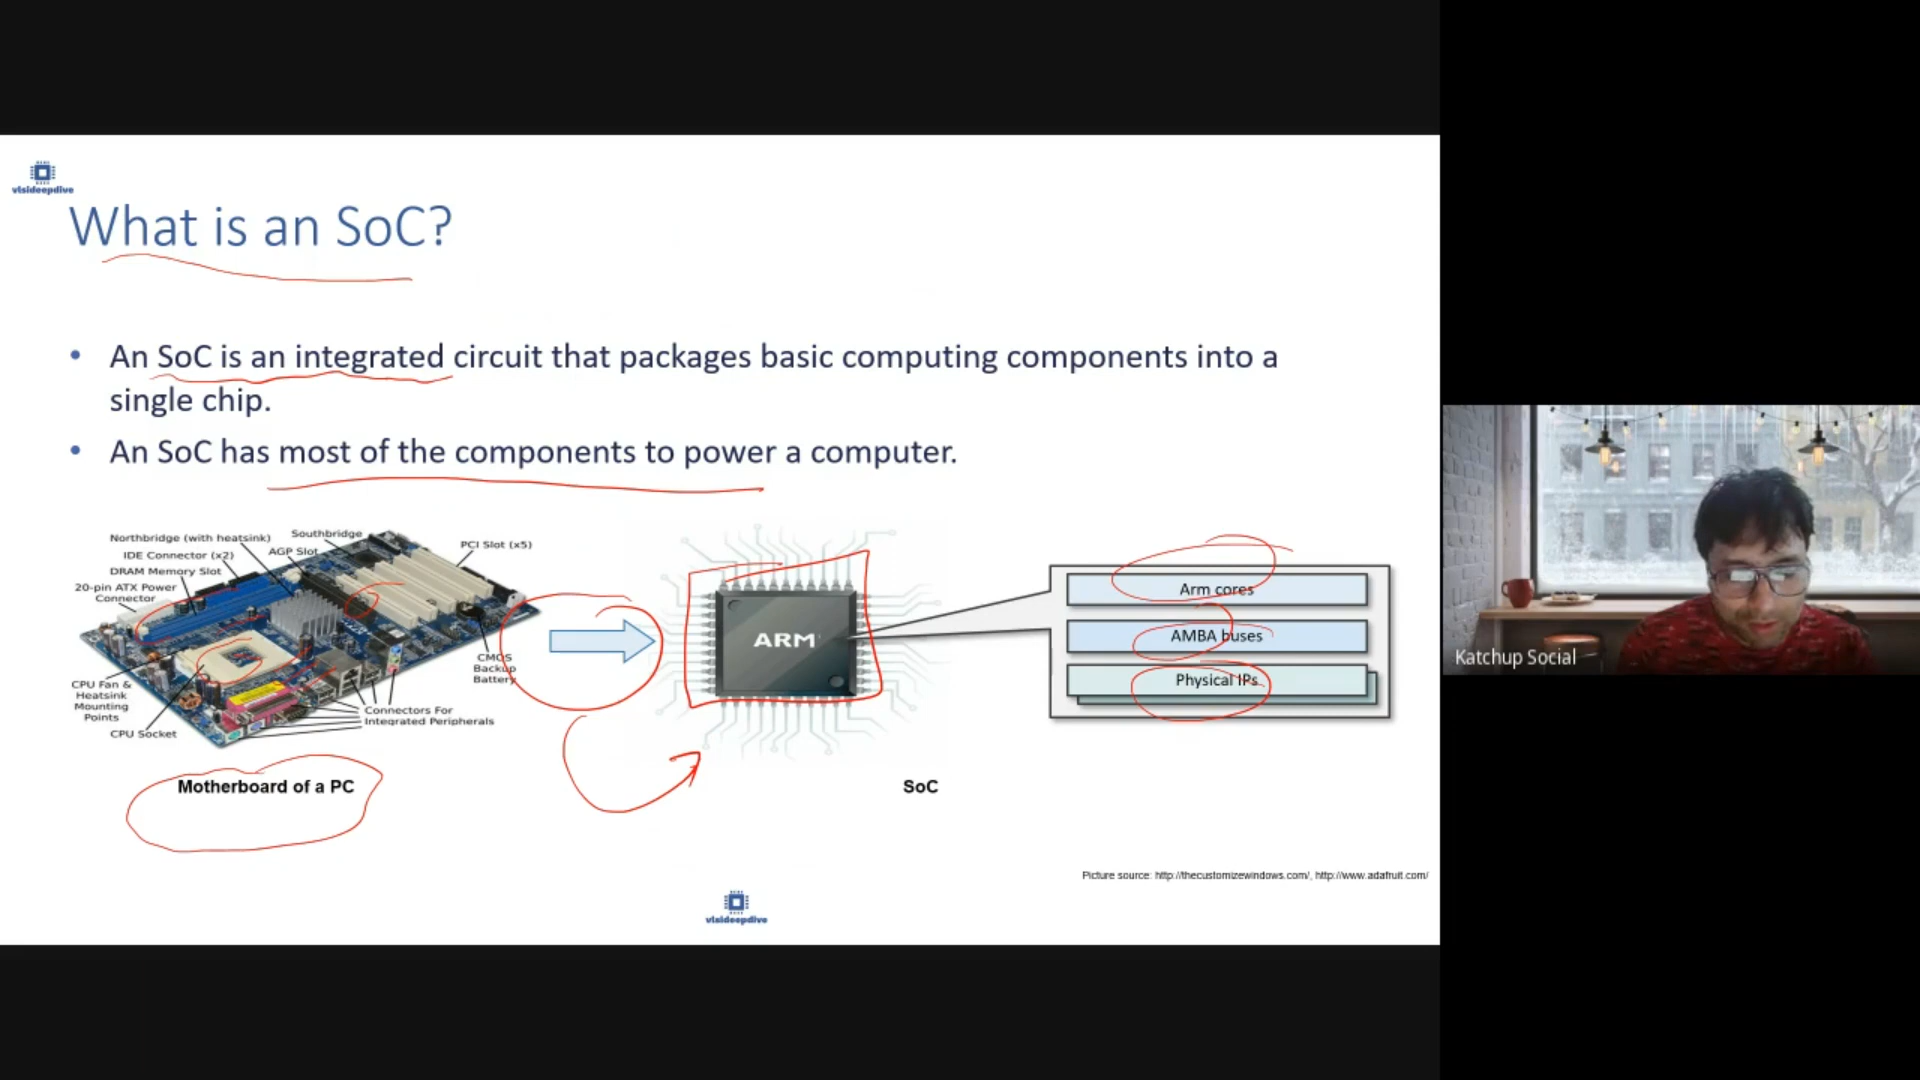 vlsideepdive
What is an SoC?
• An SoC is an integrated circuit that packages basic computing components into a
single chip.
• An SoC has most of the components to power a computer.
Northbridge (with heatsink)
Southbridge
IDE Connector (x2)
AGP Slot
PCI Slot (x5)
DRAM Memory Slot
20-pin ATX Power
Connector
CPU Fan &
Heatsink
Mounting
Points
CPU Socket
CMOS
Backup
Battery
Connectors For
Integrated Peripherals
Motherboard of a PC
ARM
SoC
Arm cores
AMBA buses
Physical IPs
Picture source: http://thecustomizewindows.com/, http://www.adafruit.com/
vlsideepdive
Katchup Social